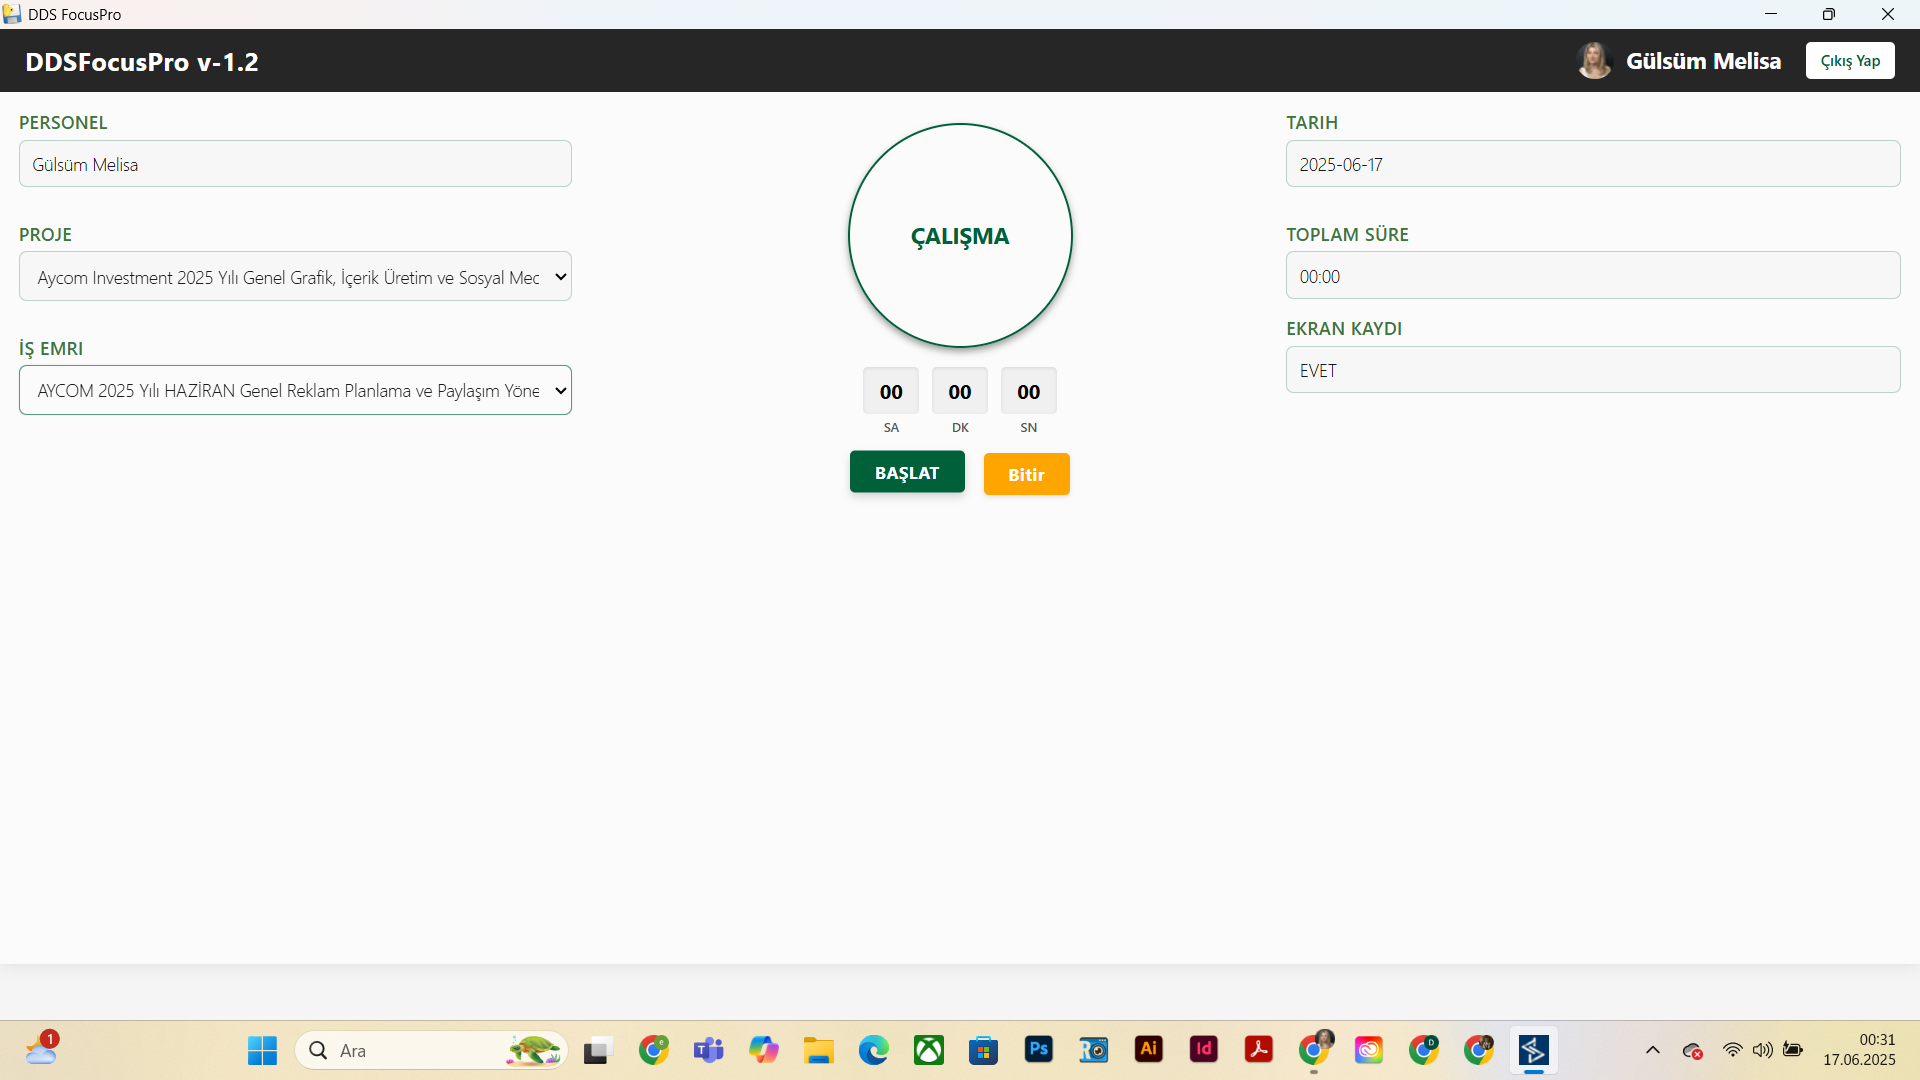 DDS FocusPro
DDSFocusPro v-1.2
Gülsüm Melisa
Çıkış Yap
PERSONEL
Gülsüm Melisa
PROJE
Aycom Investment 2025 Yılı Genel Grafik, İçerik Üretim ve Sosyal Mec
İŞ EMRI
AYCOM 2025 Yılı HAZİRAN Genel Reklam Planlama ve Paylaşım Yöne
ÇALIŞMA
00 00 00
SA DK SN
BAŞLAT
Bitir
TARIH
2025-06-17
TOPLAM SÜRE
00:00
EKRAN KAYDI
EVET
1
Ara
e
Ps
R
Ai
Id
D
00:31
17.06.2025